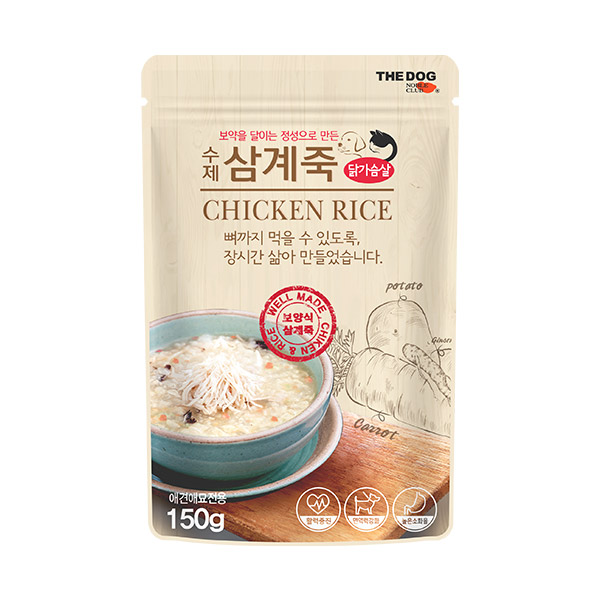 THE DOG
NOBLE
CLUB ®
보약을 달이는 정성으로 만든
수제 삼계죽
닭가슴살
CHICKEN RICE
뼈까지 먹을 수 있도록,
장시간 삶아 만들었습니다.
WELL MADE
보양식
삼계죽
CHIKEN & RICE
potato
Ginseng
Carrot
애견애묘전용
150g
활력증진
면역력강화
높은소화율